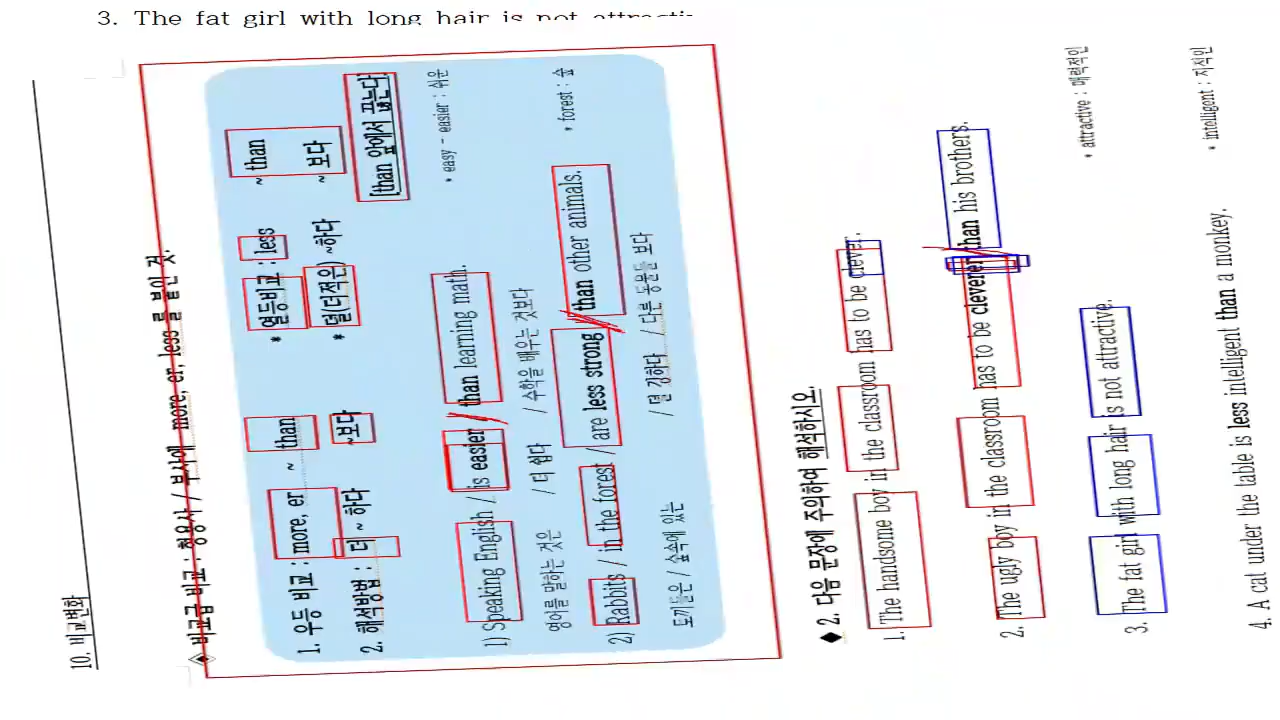 3. The fat girl with long hair is not attractiv
10. 비교변화
◈ 비교급 비교 : 형용사 / 부사에 more, er, less 를 붙인 것.
1. 우등 비교 : more, er ~ than * 열등비교 : less ~ than
2. 해석방법 : 더 ~ 하다 ~보다 * 덜(더적은) ~하다 ~ 보다
[than 앞에서 끊는다]
1) Speaking English / is easier / than learning math. * easy - easier : 쉬운
영어를 말하는 것은 / 더 쉽다 / 수학을 배우는 것보다
2) Rabbits / in the forest / are less strong / than other animals. * forest : 숲
토끼들은 / 숲속에 있는 / 덜 강하다 / 다른 동물들 보다
◆ 2. 다음 문장에 주의하여 해석하시오.
1. The handsome boy in the classroom has to be clever.
2. The ugly boy in the classroom has to be cleverer than his brothers.
3. The fat girl with long hair is not attractive. * attractive : 매력적인
4. A cat under the table is less intelligent than a monkey. * intelligent : 지적인